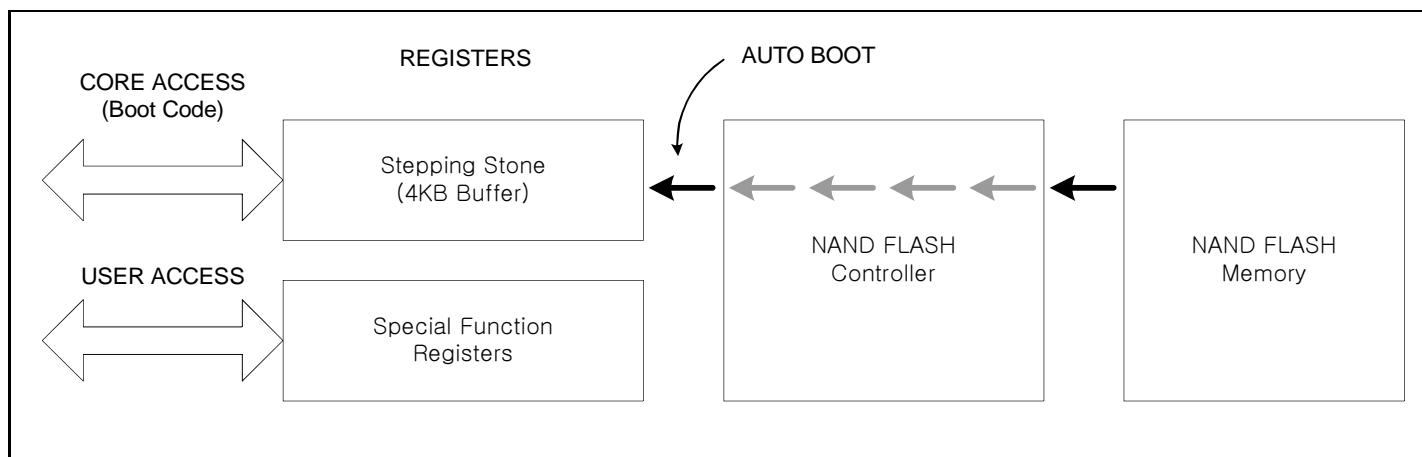 REGISTERS
AUTO BOOT
CORE ACCESS
(Boot Code)
Stepping Stone
(4KB Buffer)
NAND FLASH
Controller
NAND FLASH
Memory
USER ACCESS
Special Function
Registers